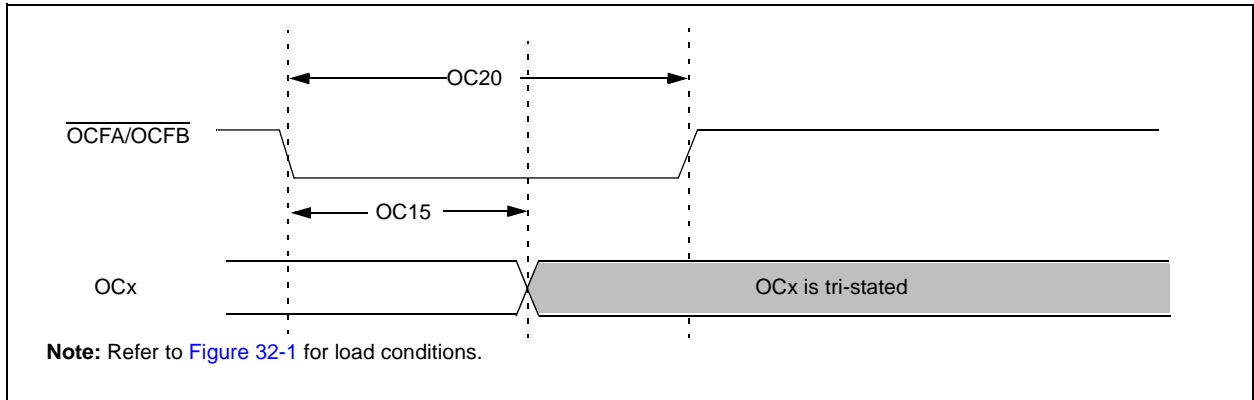 OC20
OCFA/OCFB
OC15
OCx
OCx is tri-stated
Note: Refer to Figure 32-1 for load conditions.